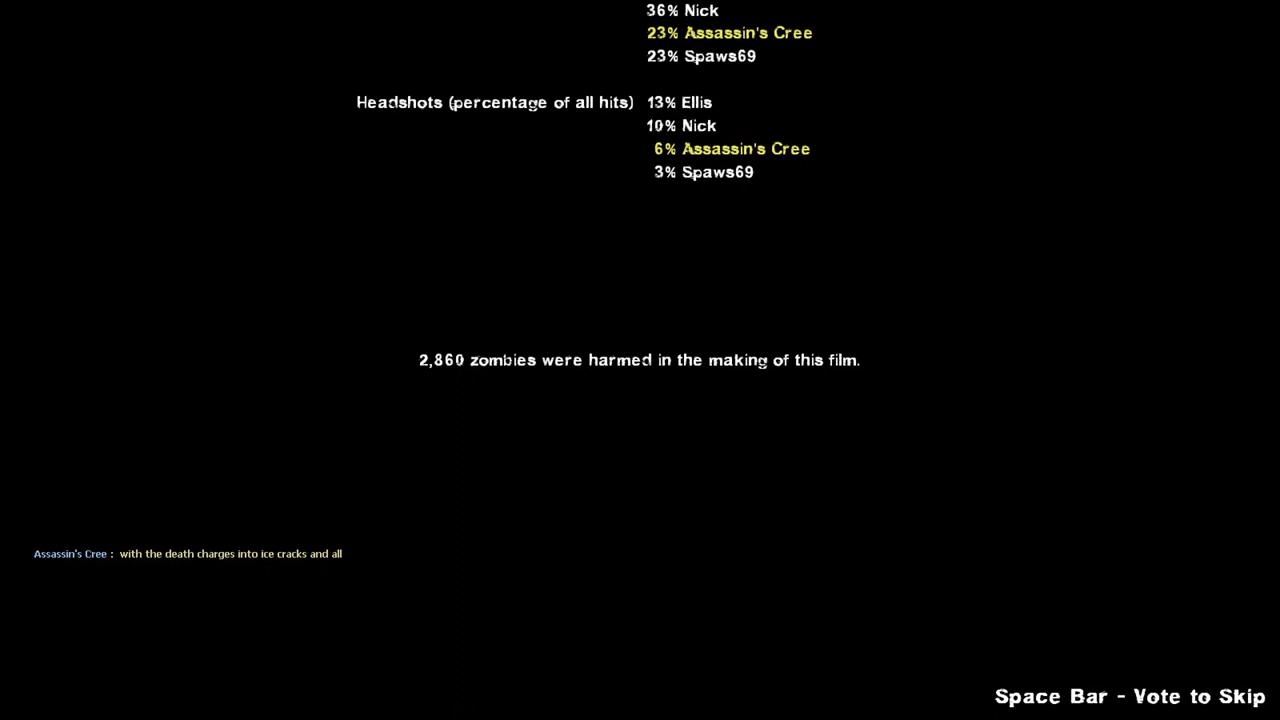 36% Nick
23% Assassin's Cree
23% Spaws69
Headshots (percentage of all hits) 13% Ellis
10% Nick
6% Assassin's Cree
3% Spaws69
2,860 zombies were harmed in the making of this film.
Assassin's Cree : with the death charges into ice cracks and all
Space Bar - Vote to Skip